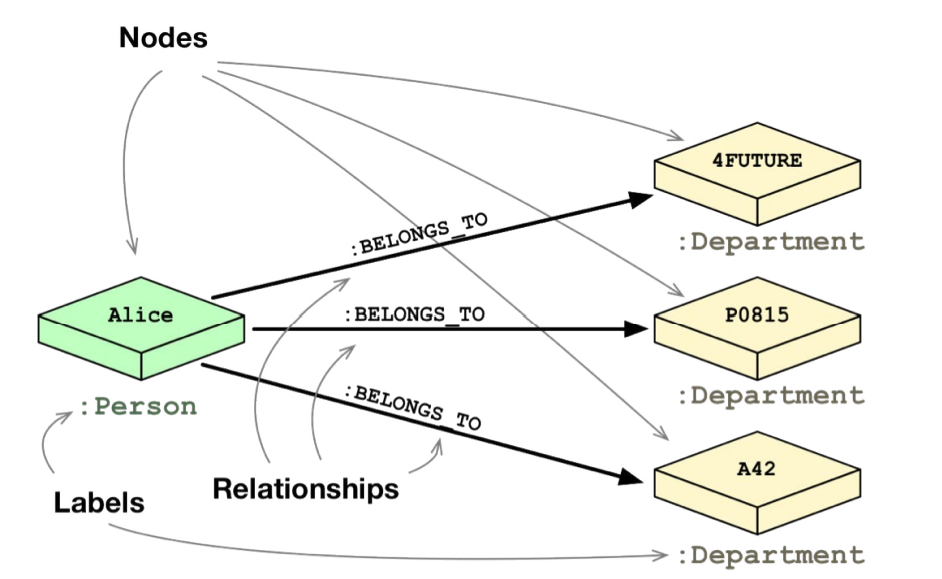 Nodes
4FUTURE
:Department
:BELONGS_TO
Alice
:Person
:BELONGS_TO
P0815
:Department
:BELONGS_TO
A42
:Department
Labels
Relationships